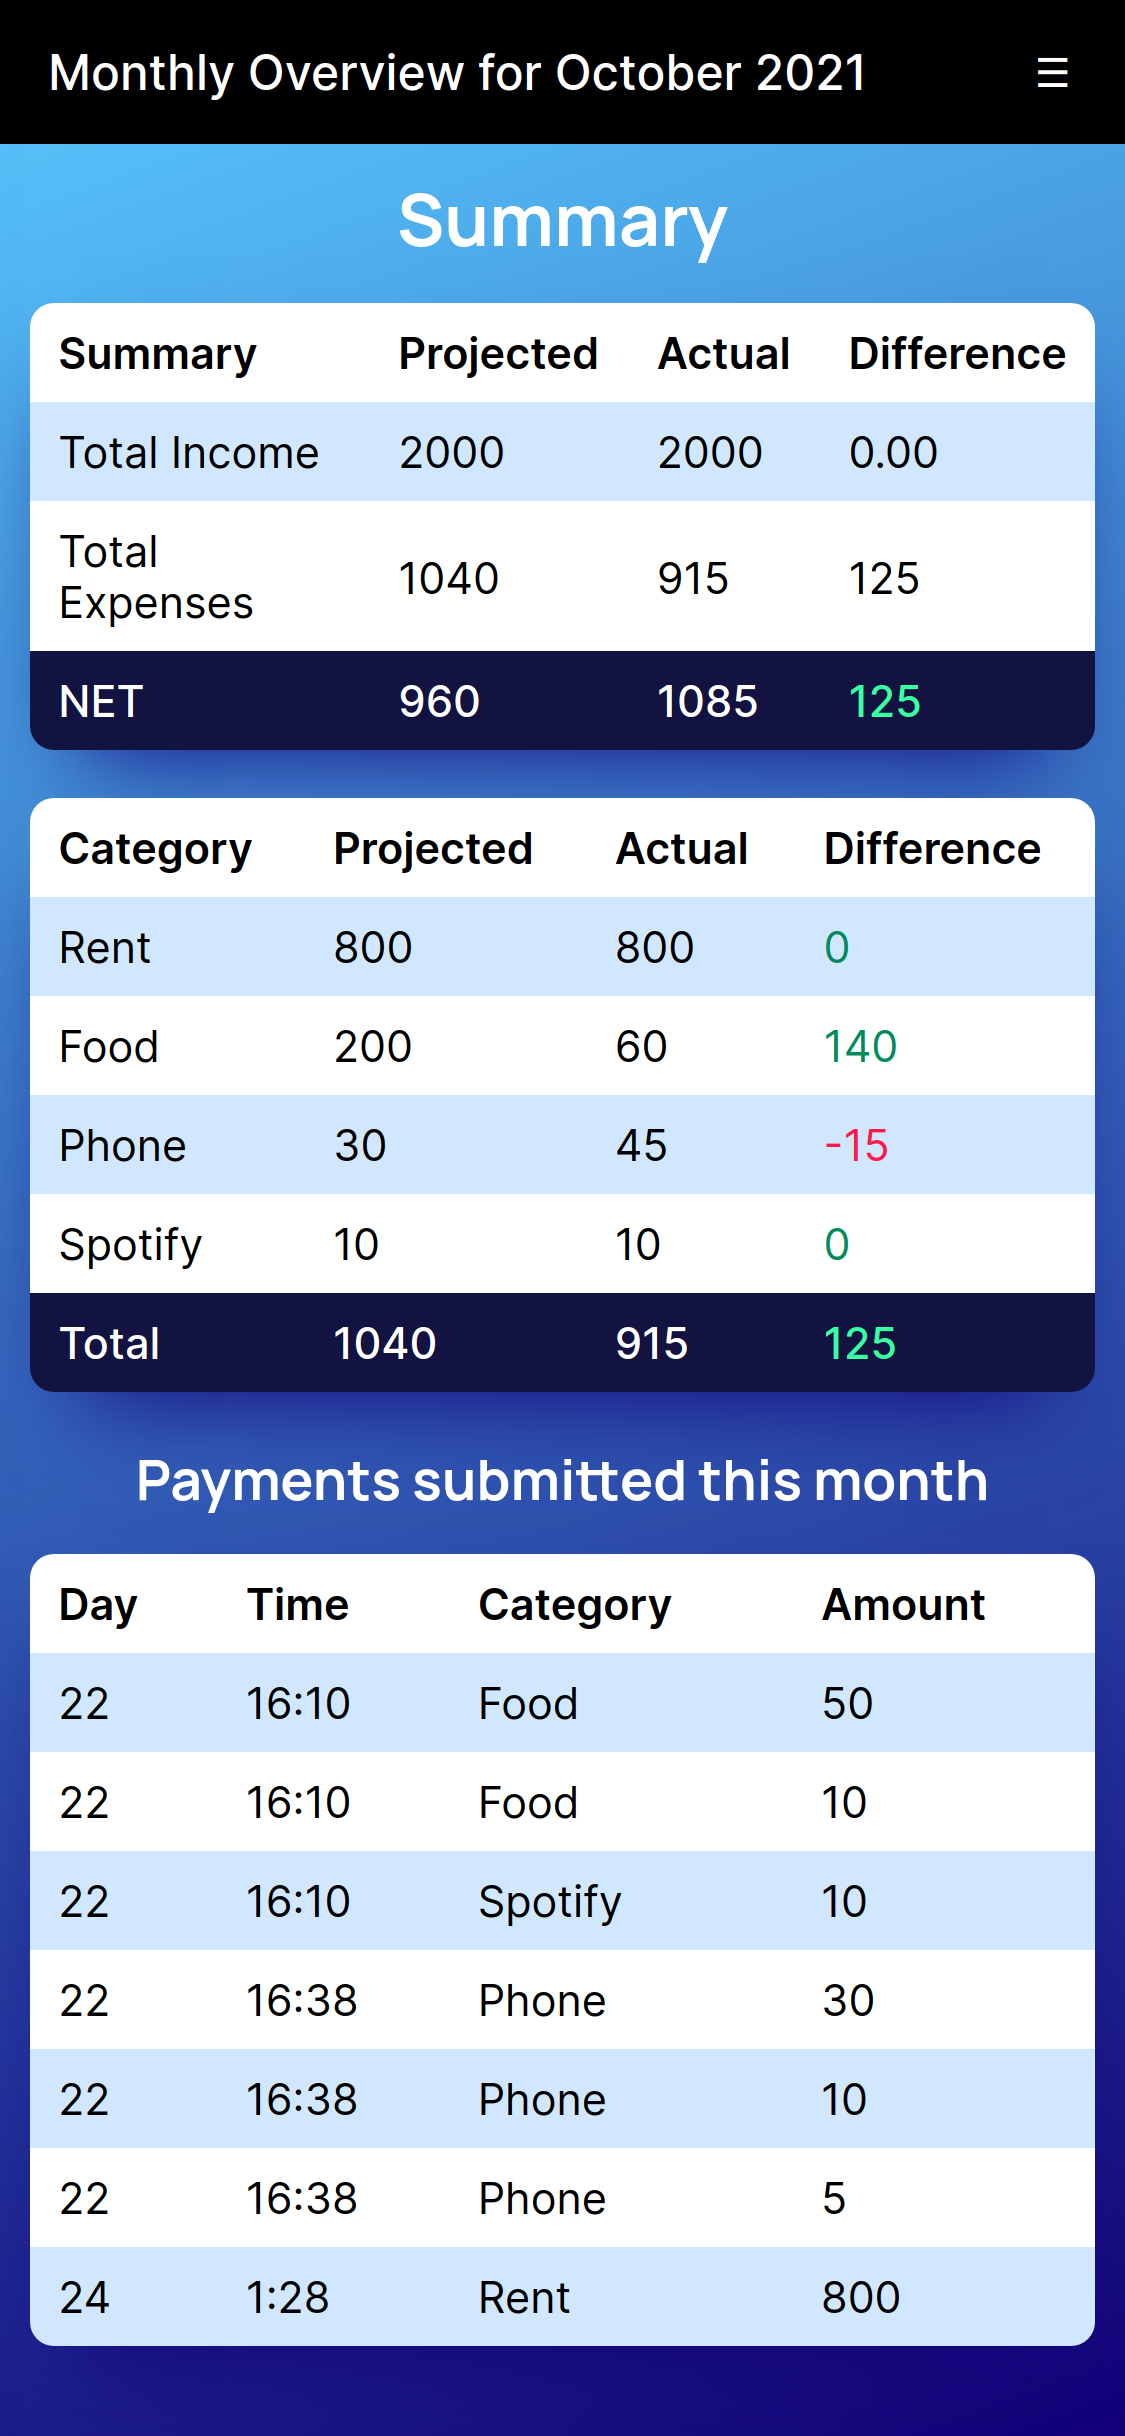 Monthly Overview for October 2021 ☰
Summary
Summary Projected Actual Difference
Total Income 2000 2000 0.00
Total
Expenses 1040 915 125
NET 960 1085 125
Category Projected Actual Difference
Rent 800 800 0
Food 200 60 140
Phone 30 45 -15
Spotify 10 10 0
Total 1040 915 125
Payments submitted this month
Day Time Category Amount
22 16:10 Food 50
22 16:10 Food 10
22 16:10 Spotify 10
22 16:38 Phone 30
22 16:38 Phone 10
22 16:38 Phone 5
24 1:28 Rent 800